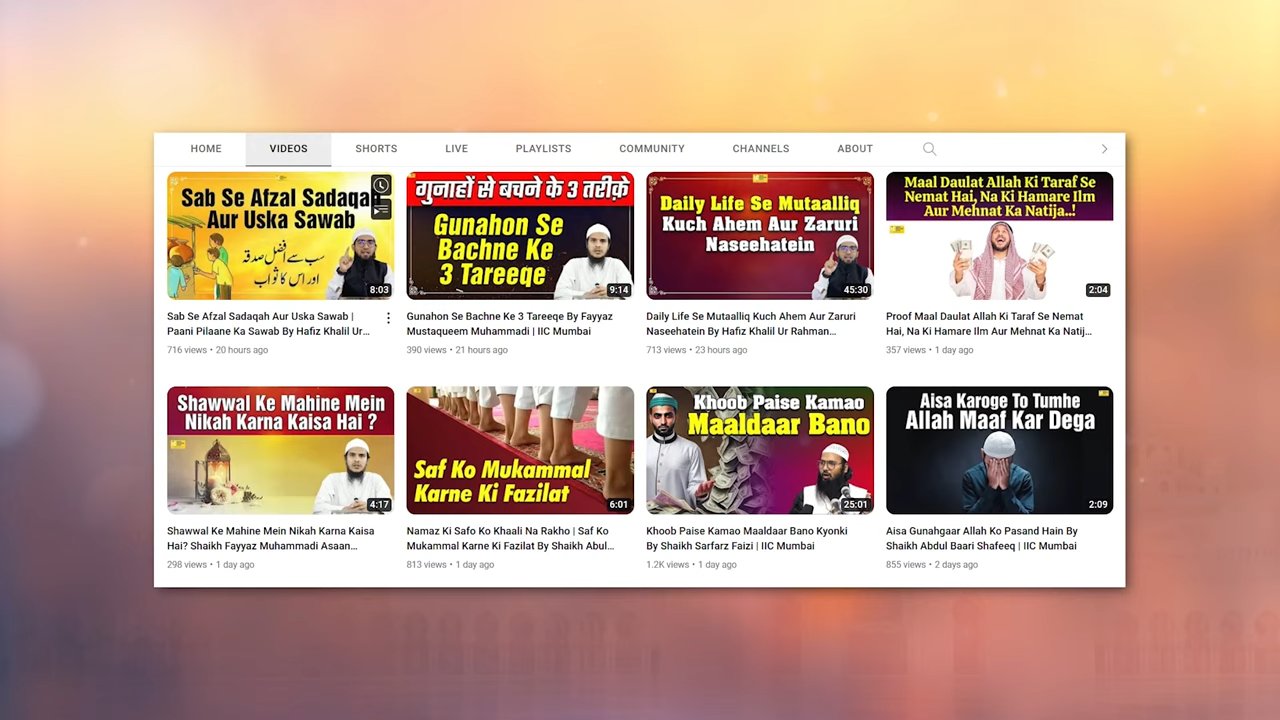 HOME VIDEOS SHORTS LIVE PLAYLISTS COMMUNITY CHANNELS ABOUT
Sab Se Afzal Sadaqah
Aur Uska Sawab
سب سے افضل صدقہ
اور اس کا ثواب
8:03
Sab Se Afzal Sadaqah Aur Uska Sawab |
Paani Pilaane Ka Sawab By Hafiz Khalil Ur...
716 views • 20 hours ago
गुनाहों से बचने के 3 तरीक़े
Gunahon Se
Bachne Ke
3 Tareeqe
9:14
Gunahon Se Bachne Ke 3 Tareeqe By Fayyaz
Mustaqueem Muhammadi | IIC Mumbai
390 views • 21 hours ago
Daily Life Se Mutaalliq
Kuch Ahem Aur Zaruri
Naseehatein
45:30
Daily Life Se Mutaalliq Kuch Ahem Aur Zaruri
Naseehatein By Hafiz Khalil Ur Rahman...
713 views • 23 hours ago
Maal Daulat Allah Ki Taraf Se
Nemat Hai, Na Ki Hamare Ilm
Aur Mehnat Ka Natija..!
2:04
Proof Maal Daulat Allah Ki Taraf Se Nemat
Hai, Na Ki Hamare Ilm Aur Mehnat Ka Natij...
357 views • 1 day ago
Shawwal Ke Mahine Mein
Nikah Karna Kaisa Hai ?
4:17
Shawwal Ke Mahine Mein Nikah Karna Kaisa
Hai? Shaikh Fayyaz Muhammadi Asaan...
298 views • 1 day ago
Saf Ko Mukammal
Karne Ki Fazilat
6:01
Namaz Ki Safo Ko Khaali Na Rakho | Saf Ko
Mukammal Karne Ki Fazilat By Shaikh Abul...
813 views • 1 day ago
Khoob Paise Kamao
Maaldaar Bano
25:01
Khoob Paise Kamao Maaldaar Bano Kyonki
By Shaikh Sarfarz Faizi | IIC Mumbai
1.2K views • 1 day ago
Aisa Karoge To Tumhe
Allah Maaf Kar Dega
2:09
Aisa Gunahgaar Allah Ko Pasand Hain By
Shaikh Abdul Baari Shafeeq | IIC Mumbai
855 views • 2 days ago